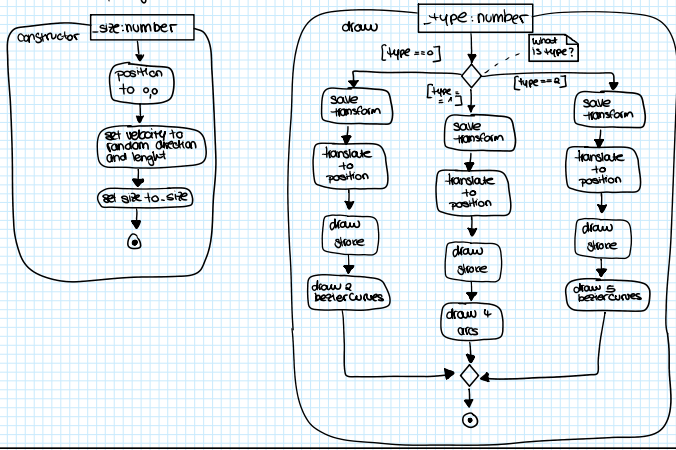 constructor
_size:number
position
to 0,0
set velocity to
random direction
and lenght
set size to _size
draw
_type:number
What
is type?
[type ==0]
[type =
= 1]
[type==2]
save
transform
translate
to
position
draw
stroke
draw 2
beziercurves
save
transform
translate
to
position
draw
stroke
draw 4
arcs
save
transform
translate
to
position
draw
stroke
draw 5
beziercurves